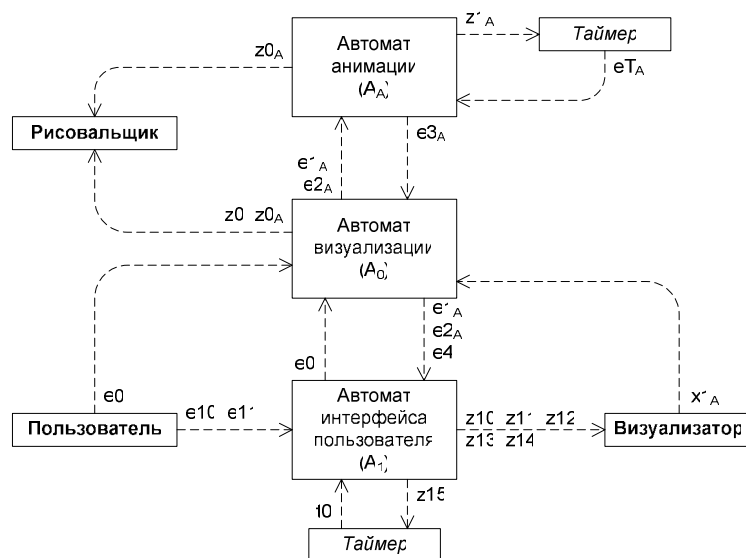 z1A
Таймер
Автомат
анимации
(AA)
z0A
eTA
Рисовальщик
e1A
e2A
e3A
z0 z0A
Автомат
визуализации
(A0)
e1A
e2A
e4
e0
e0
x1A
Пользователь
e10 e11
Автомат
интерфейса
пользователя
(A1)
z10 z11 z12
z13 z14
Визуализатор
t0
z15
Таймер